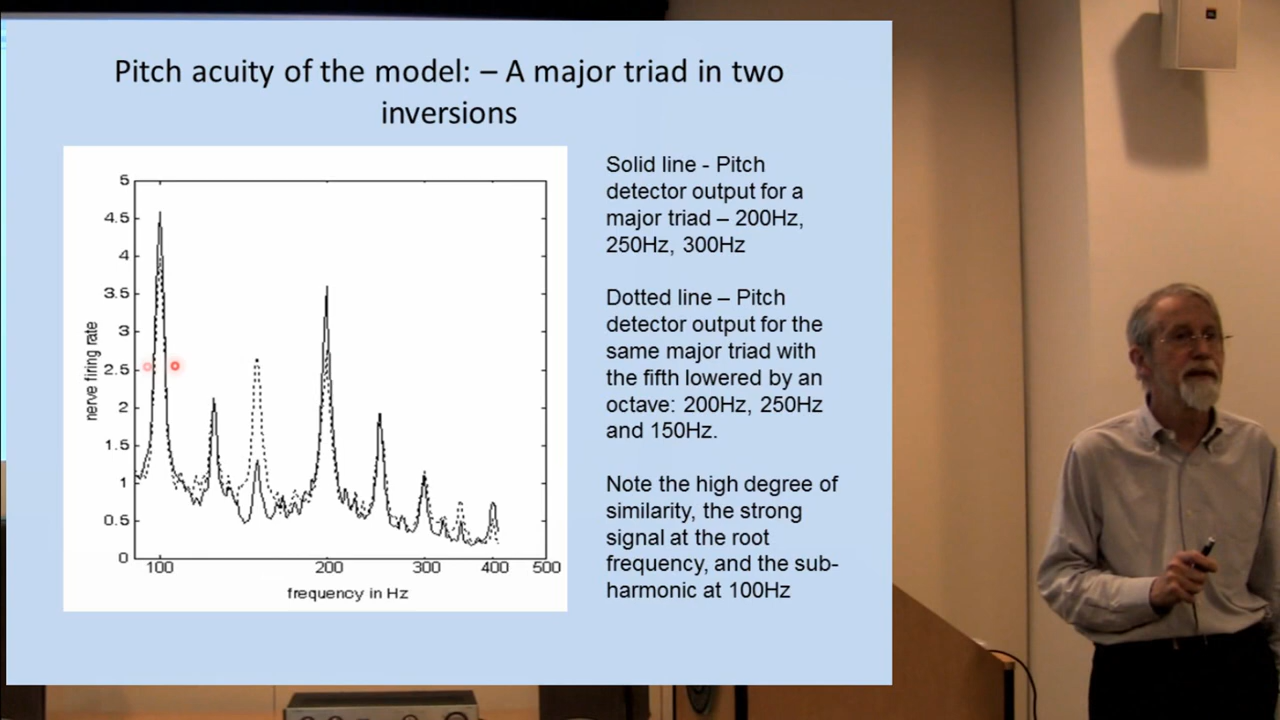 Pitch acuity of the model: – A major triad in two
inversions
5
4.5
4
3.5
3
2.5
2
1.5
1
0.5
0
nerve firing rate
100
200
300
400
500
frequency in Hz
Solid line - Pitch
detector output for a
major triad – 200Hz,
250Hz, 300Hz
Dotted line – Pitch
detector output for the
same major triad with
the fifth lowered by an
octave: 200Hz, 250Hz
and 150Hz.
Note the high degree of
similarity, the strong
signal at the root
frequency, and the sub-
harmonic at 100Hz